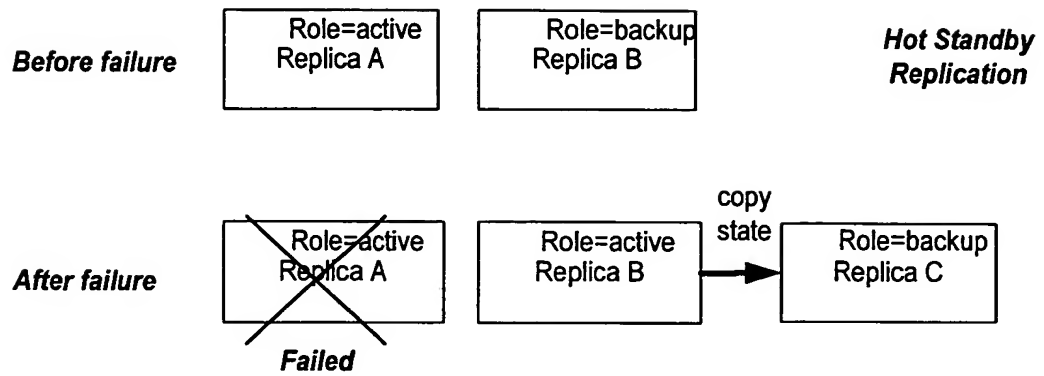 Role=active
Replica A
Role=backup
Replica B
Before failure
Hot Standby
Replication
copy
state
Role=active
Replica A
Role=active
Replica B
Role=backup
Replica C
After failure
Failed